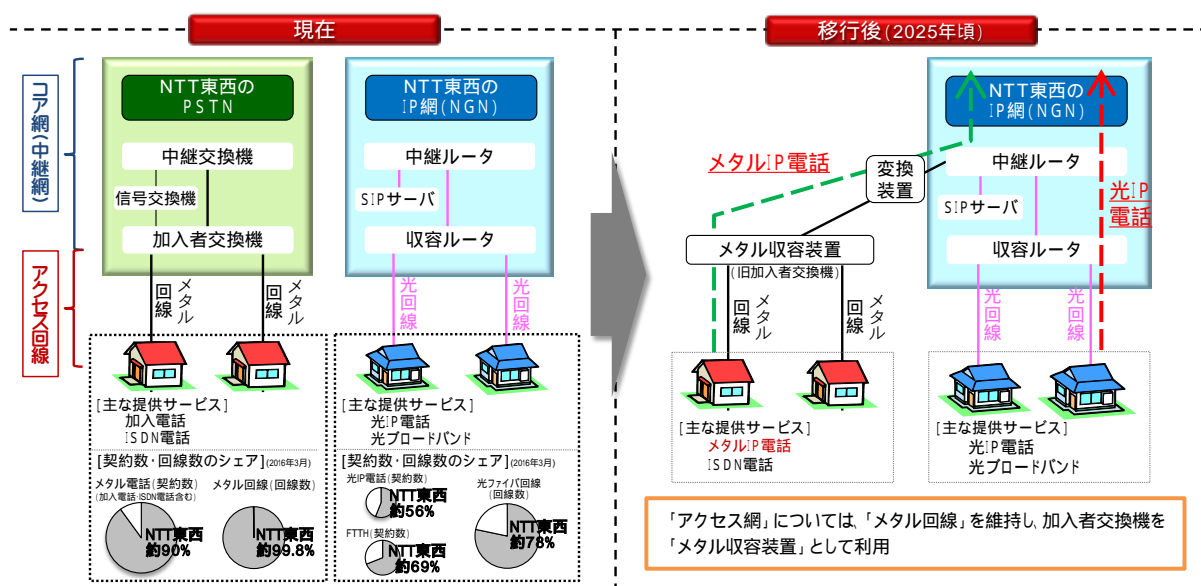 現在
移行後(2025年頃)
コア網(中継網)
アクセス回線
NTT東西の
PSTN
中継交換機
信号交換機
加入者交換機
メタル
回線
メタル
回線
NTT東西の
IP網(NGN)
中継ルータ
SIPサーバ
収容ルータ
光回線
光回線
[主な提供サービス]
加入電話
ISDN電話
[契約数・回線数のシェア](2016年3月)
メタル電話(契約数)
(加入電話・ISDN電話含む)
NTT東西
約90%
メタル回線(回線数)
NTT東西
約99.8%
[主な提供サービス]
光IP電話
光ブロードバンド
[契約数・回線数のシェア](2016年3月)
光IP電話(契約数)
NTT東西
約56%
FTTH(契約数)
NTT東西
約69%
光ファイバ回線
(回線数)
NTT東西
約78%
メタルIP電話
変換
装置
メタル収容装置
(旧加入者交換機)
メタル
回線
メタル
回線
NTT東西の
IP網(NGN)
中継ルータ
SIPサーバ
収容ルータ
光IP
電話
光回線
光回線
[主な提供サービス]
メタルIP電話
ISDN電話
[主な提供サービス]
光IP電話
光ブロードバンド
「アクセス網」については、「メタル回線」を維持し、加入者交換機を
「メタル収容装置」として利用